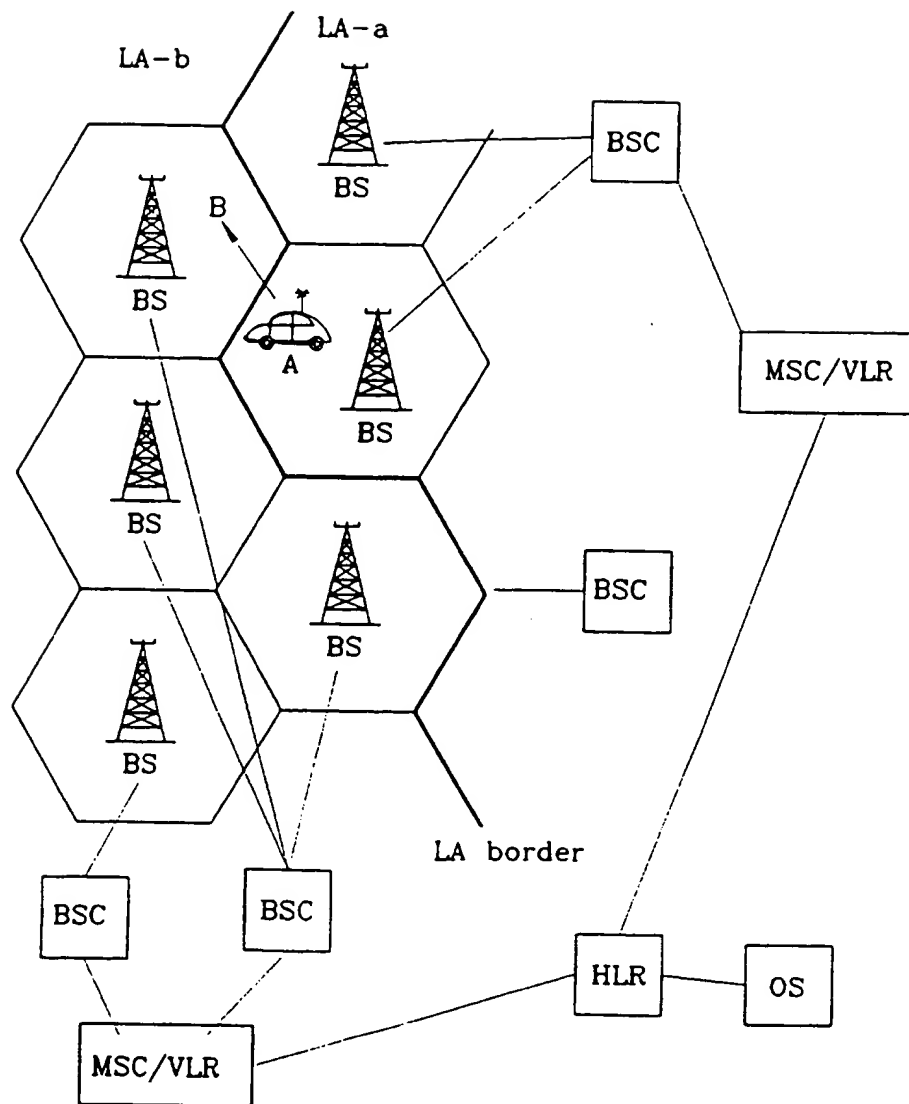 LA-a
LA-b
BSC
BS
B
BS
A
MSC/VLR
BS
BS
BSC
BS
BS
LA border
BSC
BSC
HLR
OS
MSC/VLR